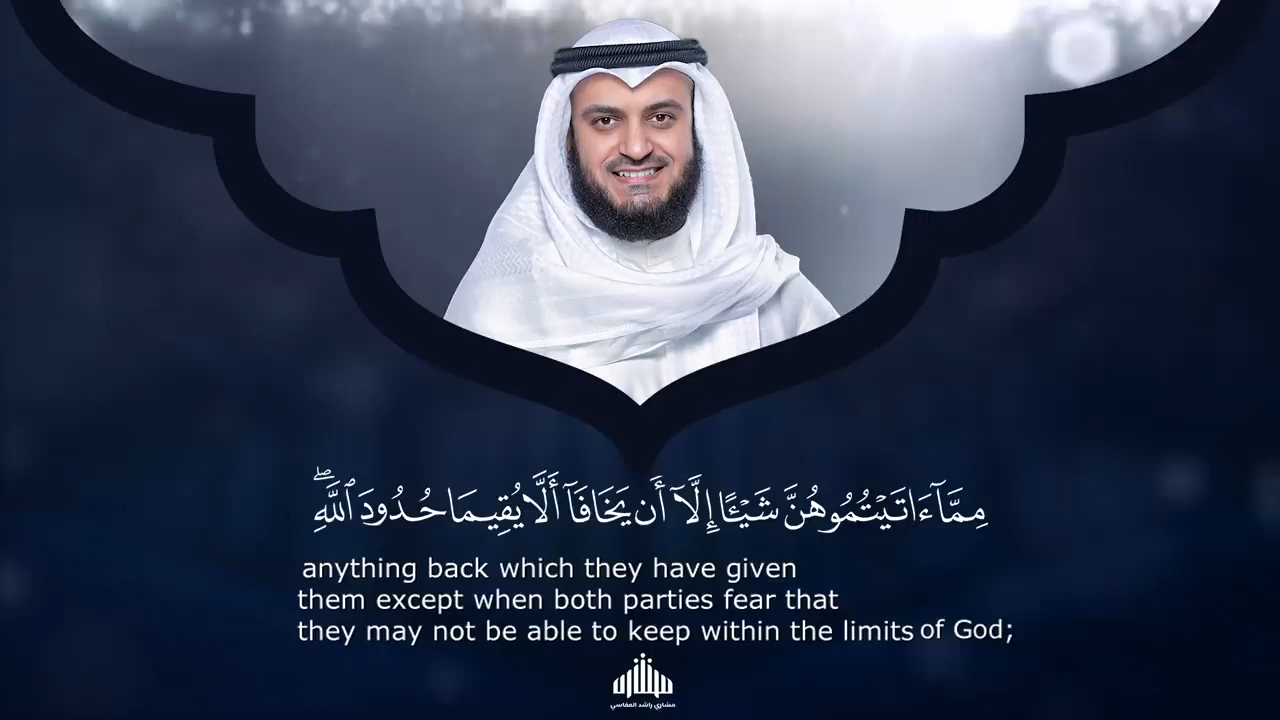 مِمَّآ ءَاتَيْتُمُوهُنَّ شَيْـًٔا إِلَّآ أَن يَخَافَآ أَلَّا يُقِيمَا حُدُودَ ٱللَّهِ ۖ
anything back which they have given
them except when both parties fear that
they may not be able to keep within the limits of God;
مشاري راشد العفاسي